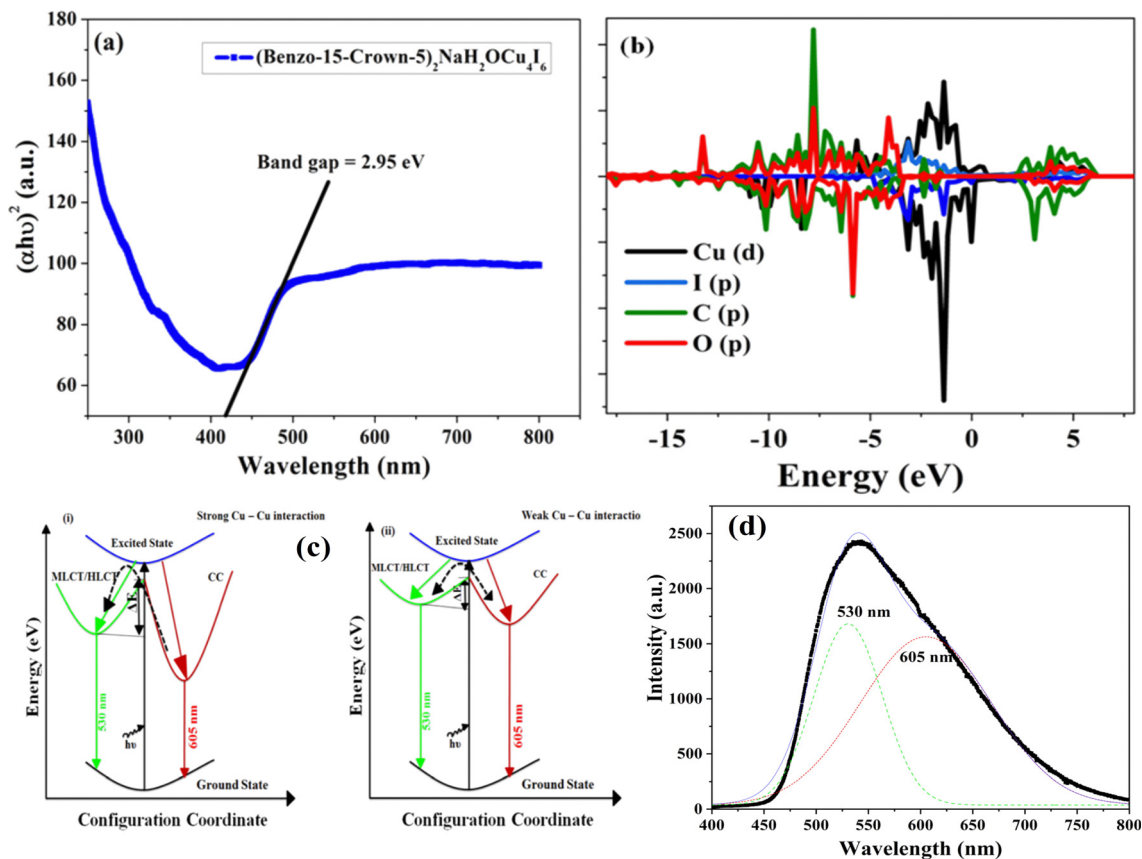 (a)
(Benzo-15-Crown-5)₂NaH₂OCu₄I₆
Band gap = 2.95 eV
180
160
140
120
100
80
60
(αhυ)² (a.u.)
300 400 500 600 700 800
Wavelength (nm)
(b)
Cu (d)
I (p)
C (p)
O (p)
-15 -10 -5 0 5
Energy (eV)
(c)
(i)
Strong Cu – Cu interaction
Excited State
MLCT/HLCT
CC
ΔE
530 nm
hυ
605 nm
Ground State
Energy (eV)
Configuration Coordinate
(ii)
Weak Cu – Cu interactio
Excited State
MLCT/HLCT
CC
530 nm
hυ
605 nm
Ground State
Energy (eV)
Configuration Coordinate
(d)
2500
2000
1500
1000
500
0
530 nm
605 nm
Intensity (a.u.)
400 450 500 550 600 650 700 750 800
Wavelength (nm)